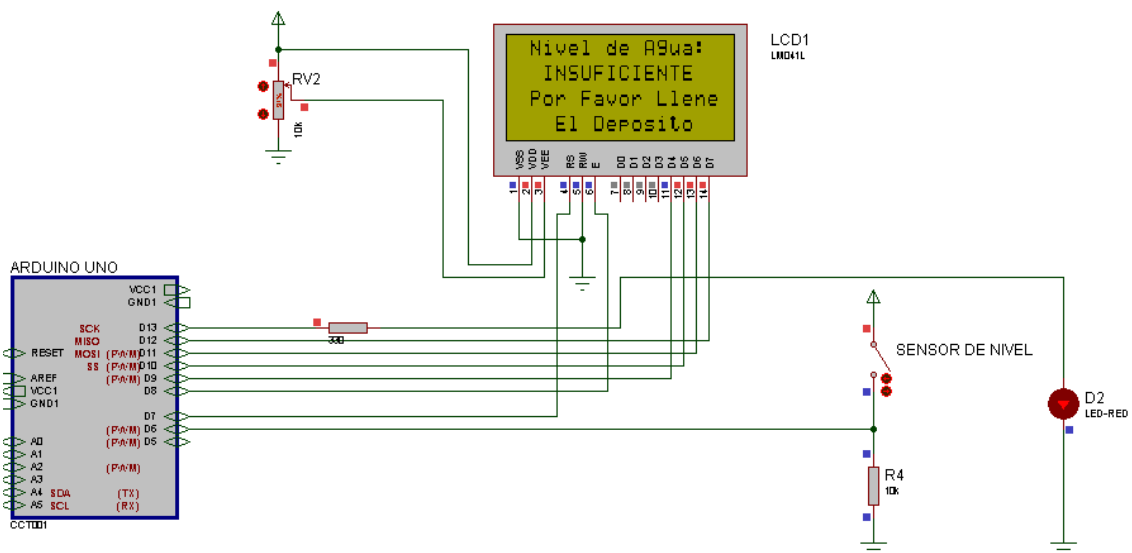 RV2
91%
10k
LCD1
LM041L
Nivel de Agua:
INSUFICIENTE
Por Favor Llene
El Deposito
VSS VDD VEE RS RW E D0 D1 D2 D3 D4 D5 D6 D7
1 2 3 4 5 6 7 8 9 10 11 12 13 14
ARDUINO UNO
VCC1
GND1
SCK D13
MISO D12
RESET MOSI (PWM) D11
SS (PWM) D10
AREF (PWM) D9
VCC1 D8
GND1
D7
(PWM) D6
A0 (PWM) D5
A1
A2 (PWM)
A3
A4 SDA (TX)
A5 SCL (RX)
CCT001
330
SENSOR DE NIVEL
D2
LED-RED
R4
10k